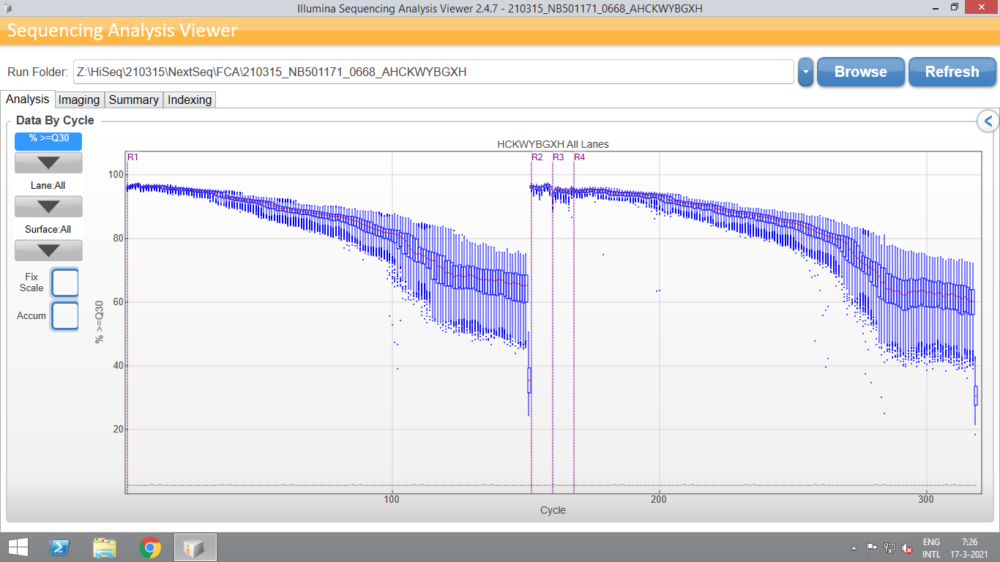 Illumina Sequencing Analysis Viewer 2.4.7 - 210315_NB501171_0668_AHCKWYBGXH
Sequencing Analysis Viewer
Run Folder: Z:\HiSeq\210315\NextSeq\FCA\210315_NB501171_0668_AHCKWYBGXH Browse Refresh
Analysis Imaging Summary Indexing
Data By Cycle
% >=Q30
Lane:All
Surface:All
Fix
Scale
Accum
HCKWYBGXH All Lanes
R1 R2 R3 R4
100
80
60
40
20
% >=Q30
100 200 300
Cycle
ENG 7:26
INTL 17-3-2021